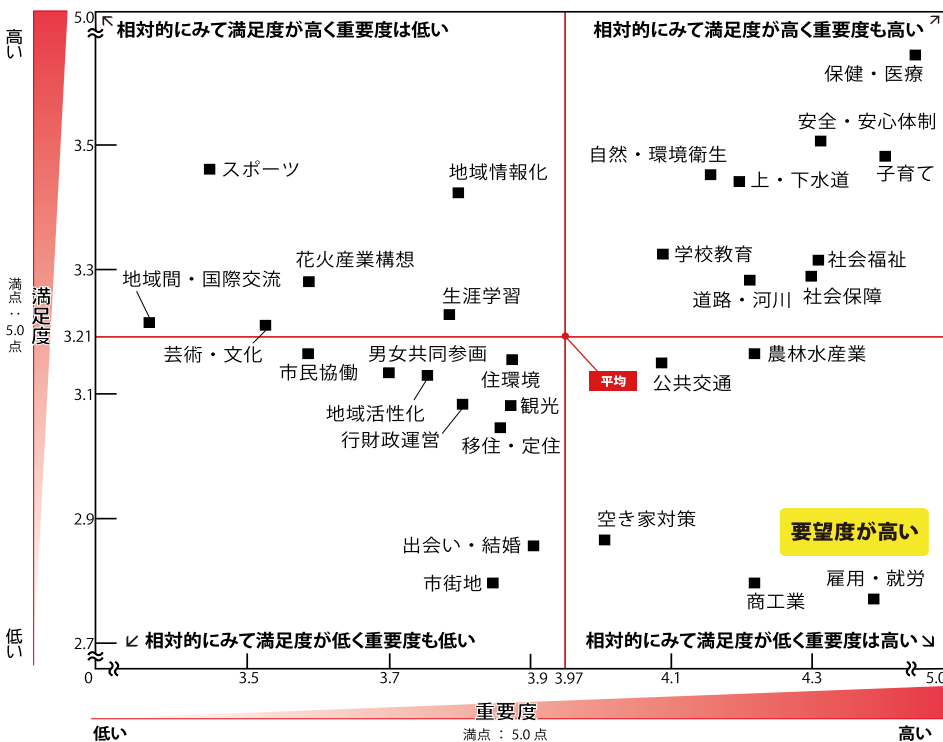 高い
5.0
相対的にみて満足度が高く重要度は低い
相対的にみて満足度が高く重要度も高い
保健・医療
安全・安心体制
3.5
自然・環境衛生
子育て
スポーツ
地域情報化
上・下水道
花火産業構想
学校教育
社会福祉
3.3
地域間・国際交流
生涯学習
道路・河川
社会保障
満足度
満点：5.0点
3.21
芸術・文化
男女共同参画
農林水産業
市民協働
住環境
平均
公共交通
3.1
地域活性化
観光
行財政運営
移住・定住
2.9
空き家対策
要望度が高い
出会い・結婚
市街地
雇用・就労
商工業
低い
2.7
相対的にみて満足度が低く重要度も低い
相対的にみて満足度が低く重要度は高い
0
3.5
3.7
3.9
3.97
4.1
4.3
5.0
重要度
低い
満点：5.0点
高い